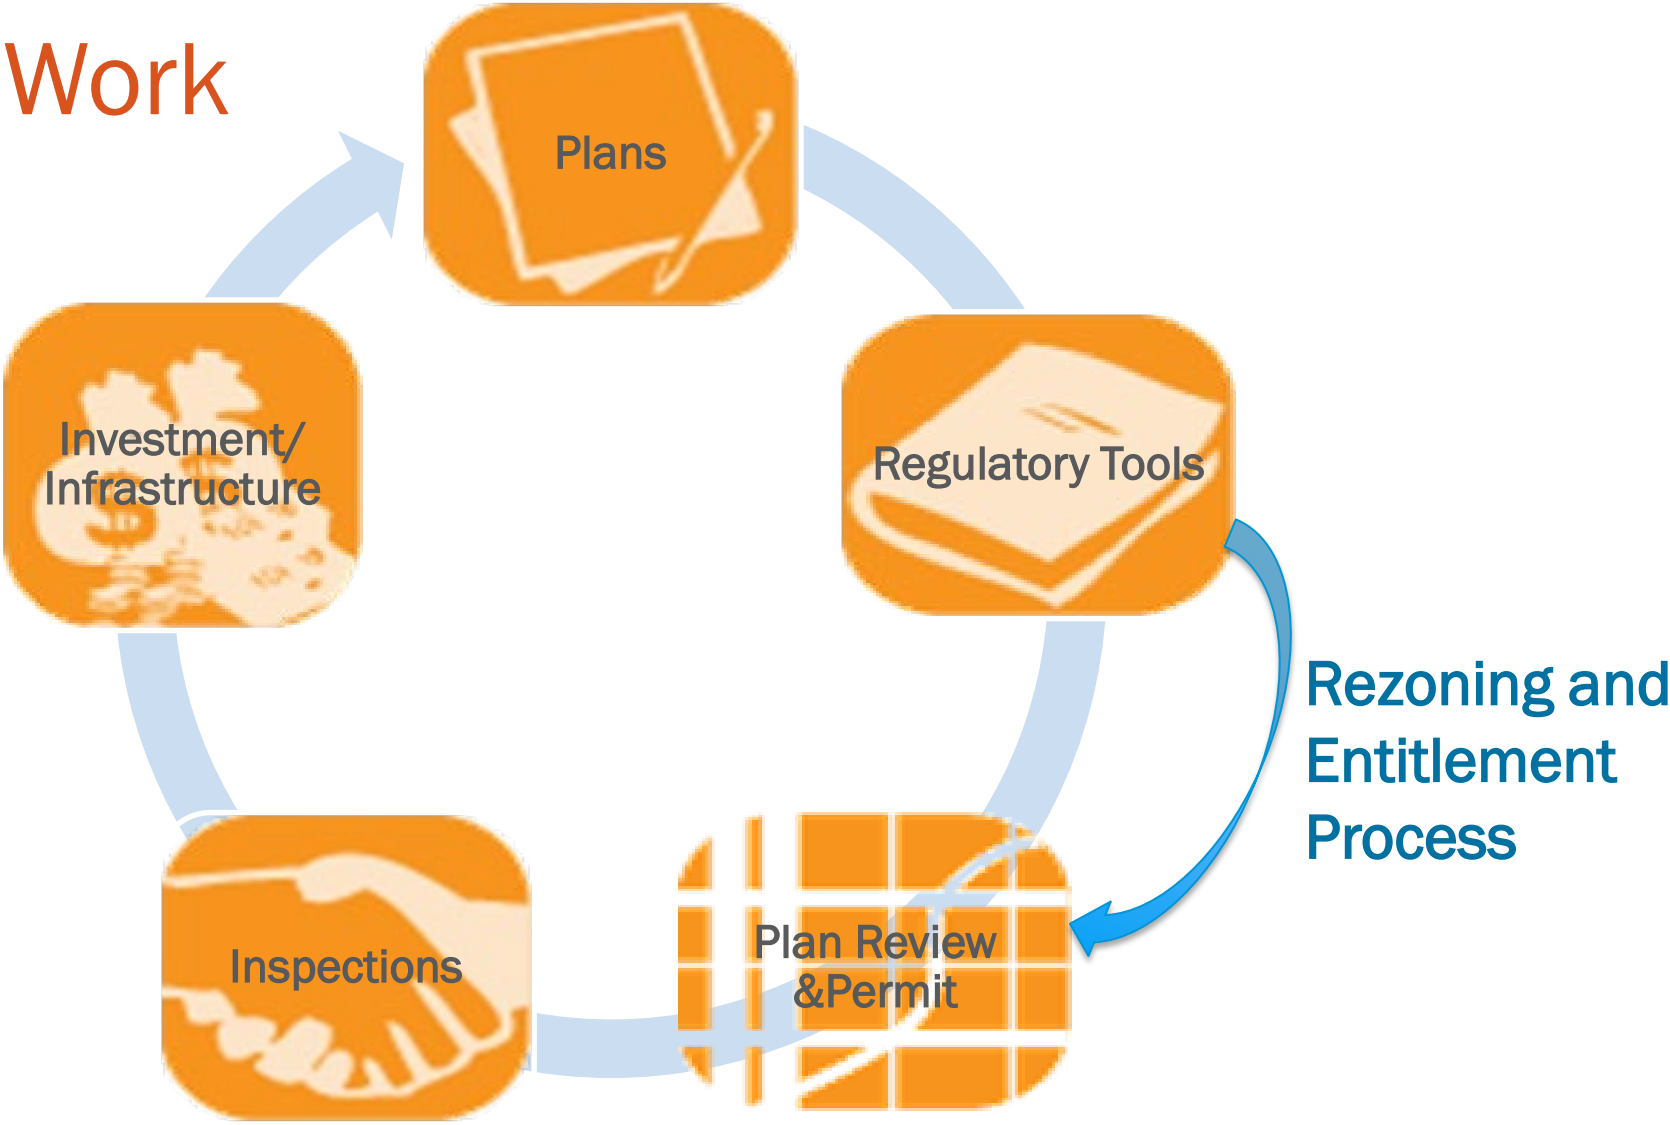 Work
Plans
Investment/
Infrastructure
Regulatory Tools
Rezoning and
Entitlement
Process
Plan Review
&Permit
Inspections